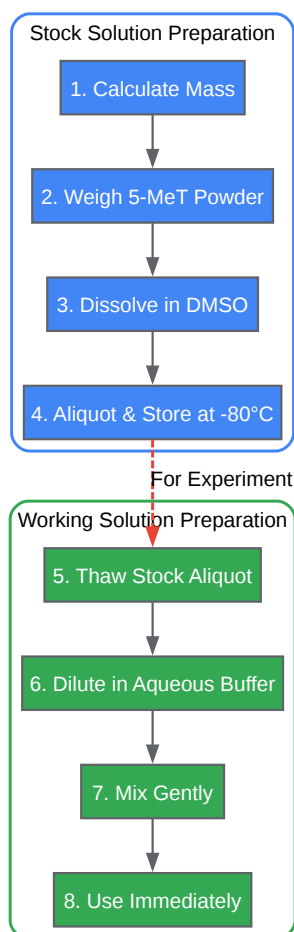 Stock Solution Preparation
1. Calculate Mass
2. Weigh 5-MeT Powder
3. Dissolve in DMSO
4. Aliquot & Store at -80°C
For Experiment
Working Solution Preparation
5. Thaw Stock Aliquot
6. Dilute in Aqueous Buffer
7. Mix Gently
8. Use Immediately